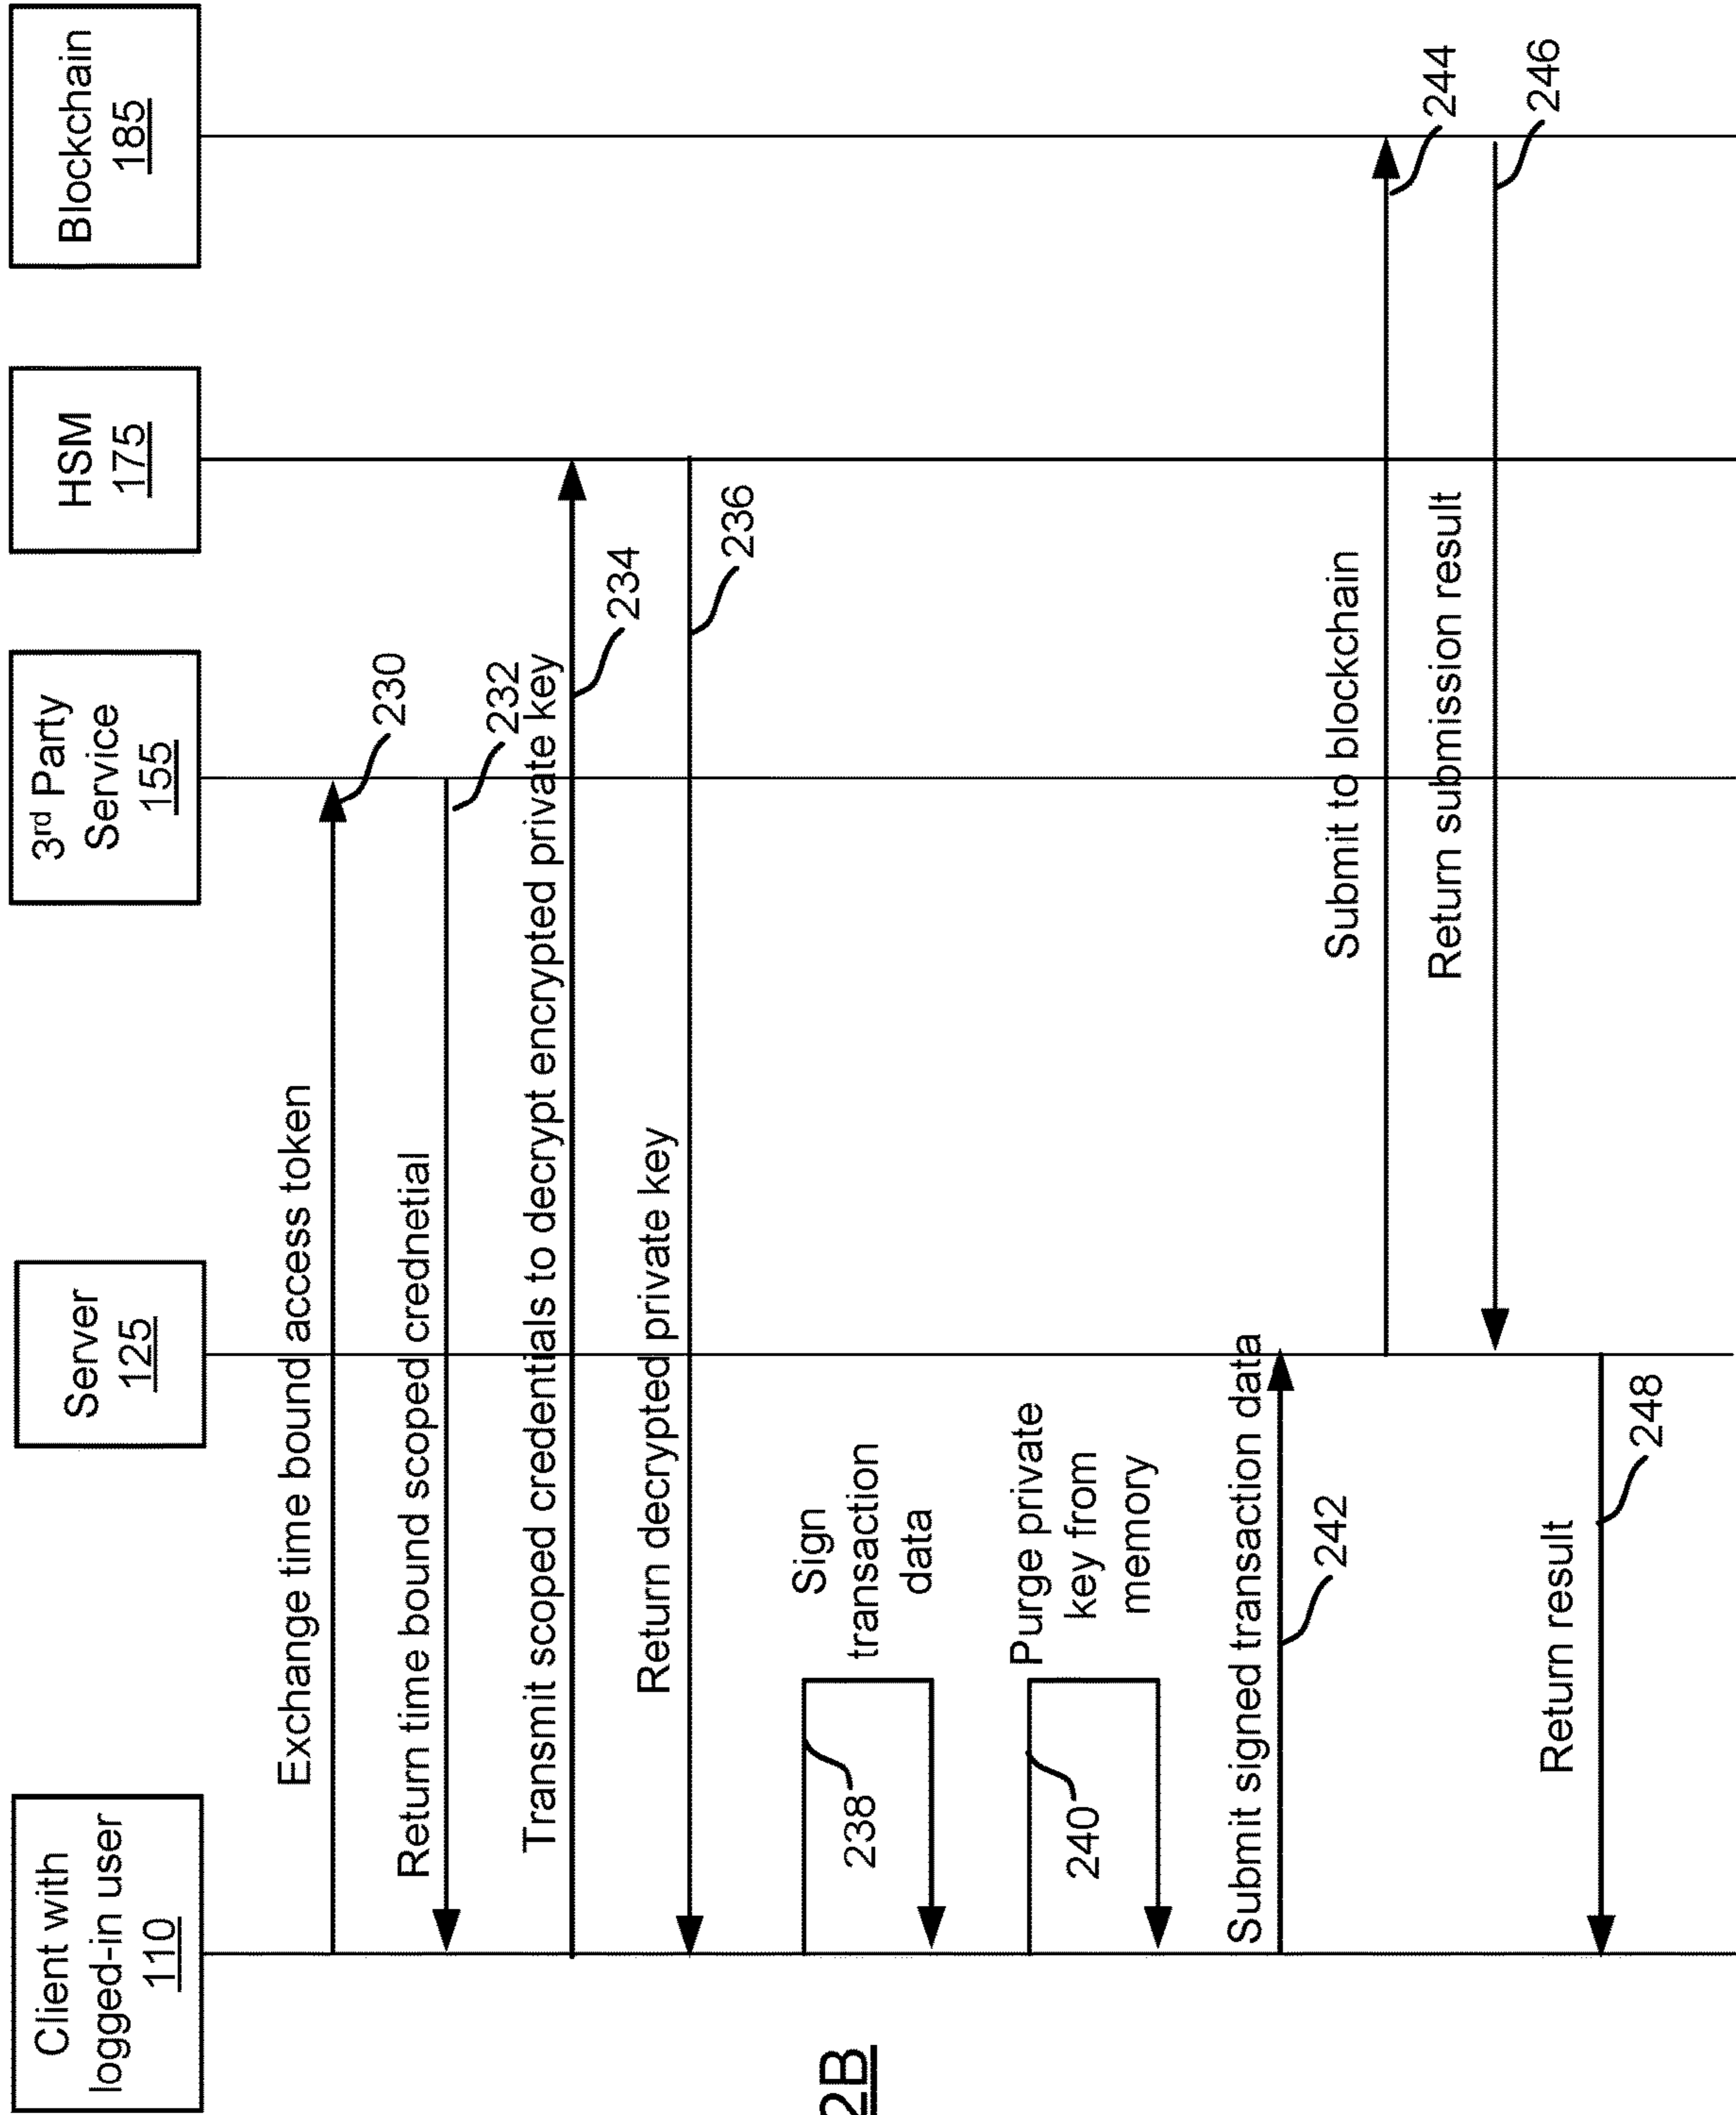 Client with
logged-in user
110
Server
125
3rd Party
Service
155
HSM
175
Blockchain
185
Exchange time bound access token
230
Return time bound scoped crednetial
232
Transmit scoped credentials to decrypt encrypted private key
234
Return decrypted private key
236
Sign
transaction
data
238
Purge private
key from
memory
240
Submit signed transaction data
242
Submit to blockchain
244
Return submission result
246
Return result
248
2B